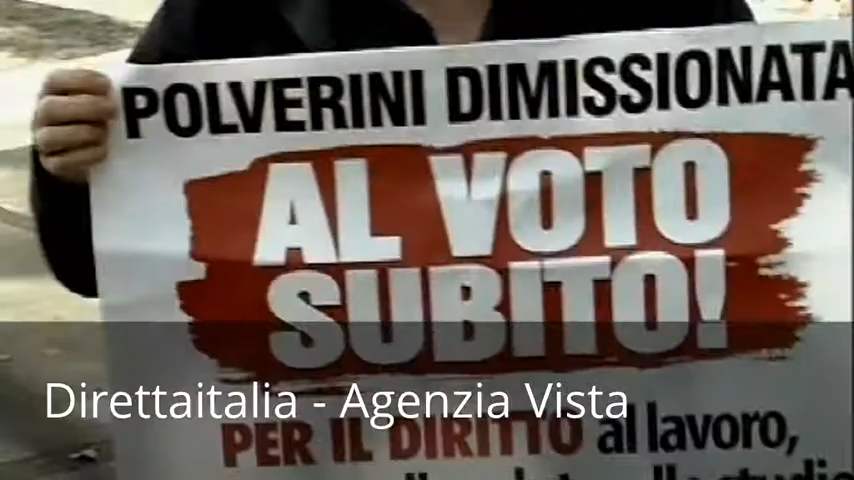 POLVERINI DIMISSIONATA
AL VOTO
SUBITO!
Direttaitalia - Agenzia Vista
PER IL DIRITTO al lavoro,